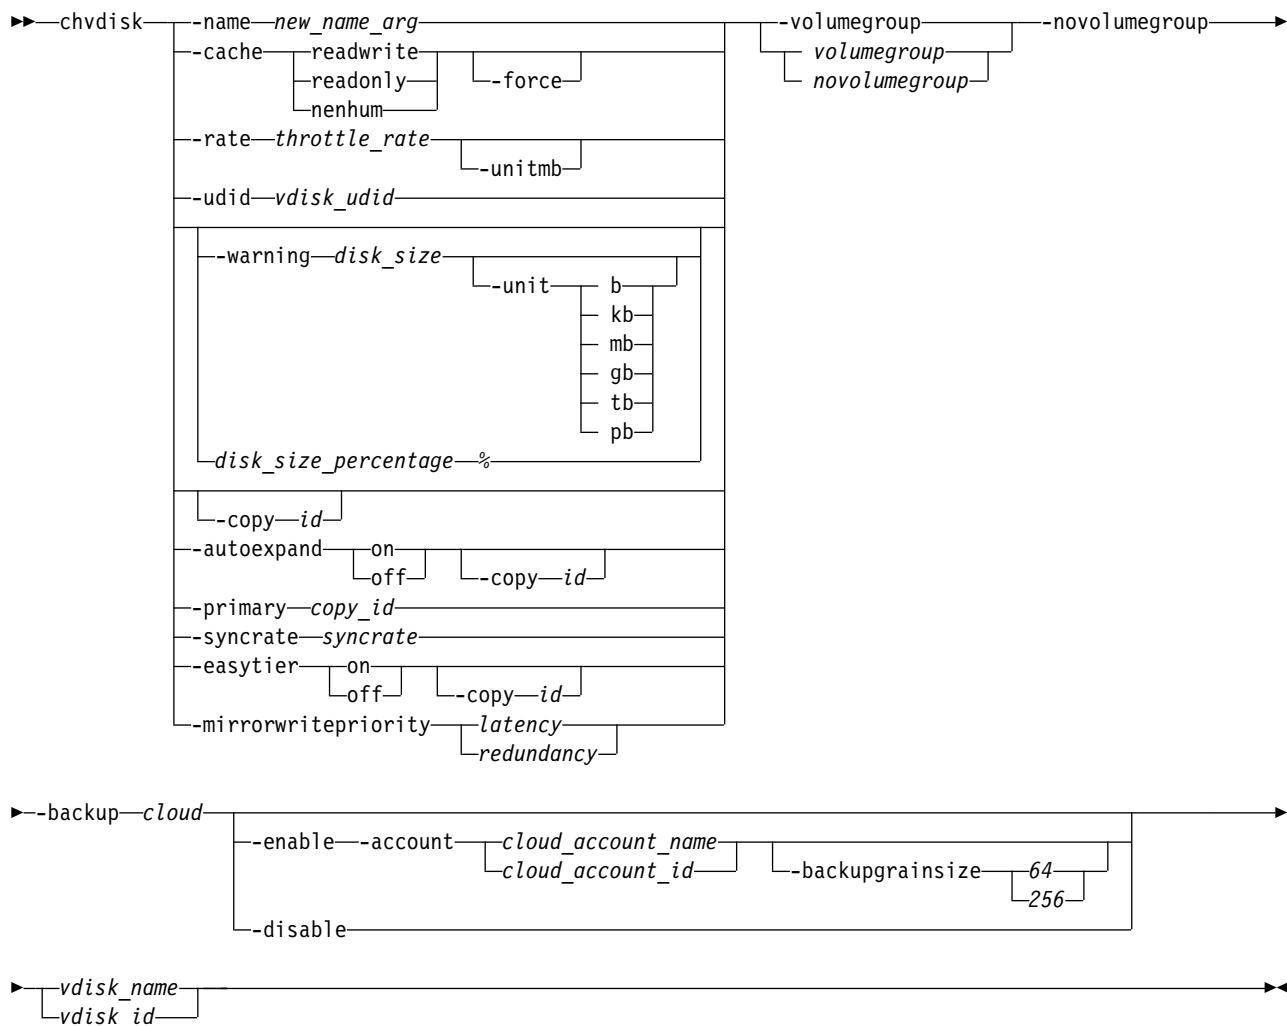 chvdisk -name new_name_arg -volumegroup -novolumegroup
-cache readwrite volumegroup
readonly -force novolumegroup
nenhum
-rate throttle_rate
-unitmb
-udid vdisk_udid
-warning disk_size
-unit b
kb
mb
gb
tb
pb
disk_size_percentage %
-copy id
-autoexpand on
off -copy id
-primary copy_id
-syncrate syncrate
-easytier on
off -copy id
-mirrorwritepriority latency
redundancy
-backup cloud
-enable -account cloud_account_name
cloud_account_id -backupgrainsize 64
256
-disable
vdisk_name
vdisk_id